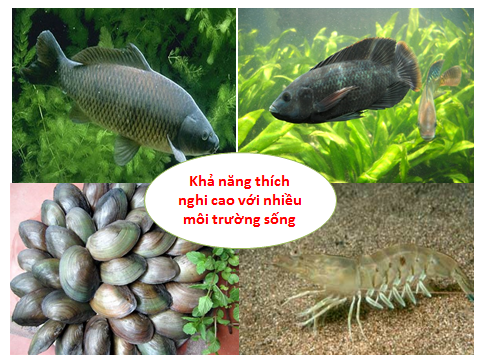 Khả năng thích
nghi cao với nhiều
môi trường sống